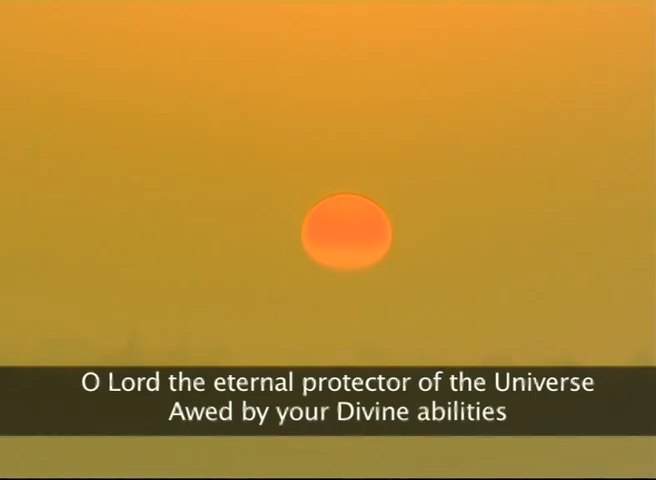 O Lord the eternal protector of the Universe
Awed by your Divine abilities